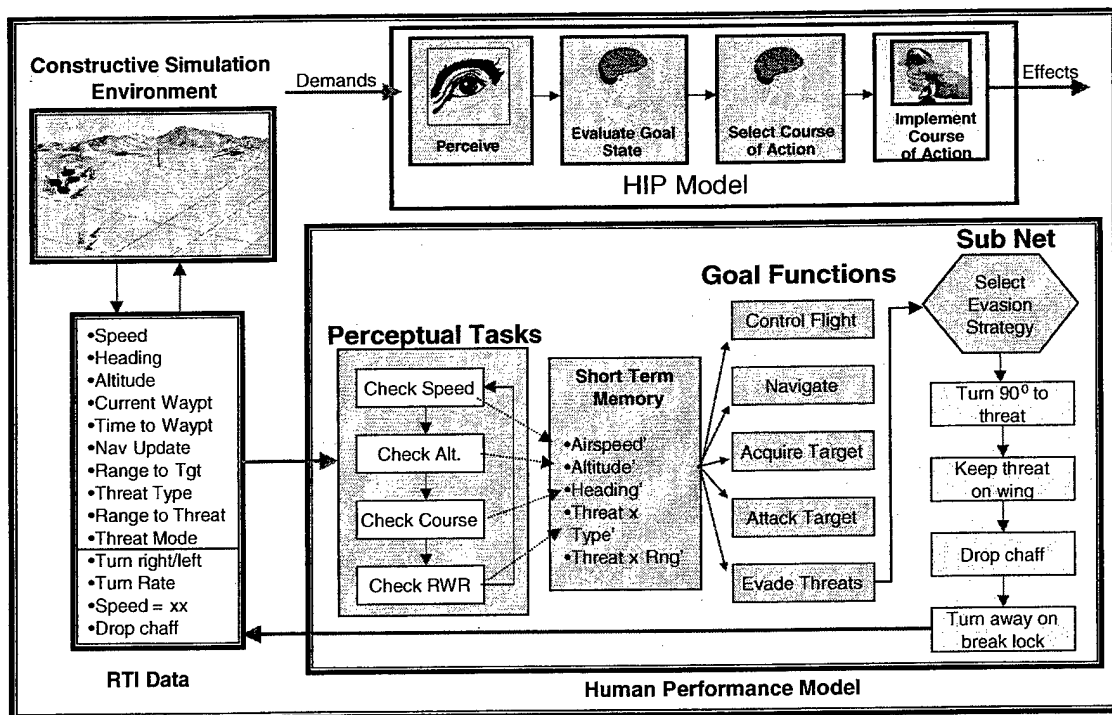 Constructive Simulation
Environment
Demands
Perceive
Evaluate Goal
State
Select Course
of Action
Implement
Course
of Action
Effects
HIP Model
•Speed
•Heading
•Altitude
•Current Waypt
•Time to Waypt
•Nav Update
•Range to Tgt
•Threat Type
•Range to Threat
•Threat Mode
•Turn right/left
•Turn Rate
•Speed = xx
•Drop chaff
RTI Data
Perceptual Tasks
Check Speed
Check Alt.
Check Course
Check RWR
Short Term
Memory
•Airspeed'
•Altitude'
•Heading'
•Threat x
Type'
•Threat x Rng'
Goal Functions
Control Flight
Navigate
Acquire Target
Attack Target
Evade Threats
Sub Net
Select
Evasion
Strategy
Turn 90⁰ to
threat
Keep threat
on wing
Drop chaff
Turn away on
break lock
Human Performance Model